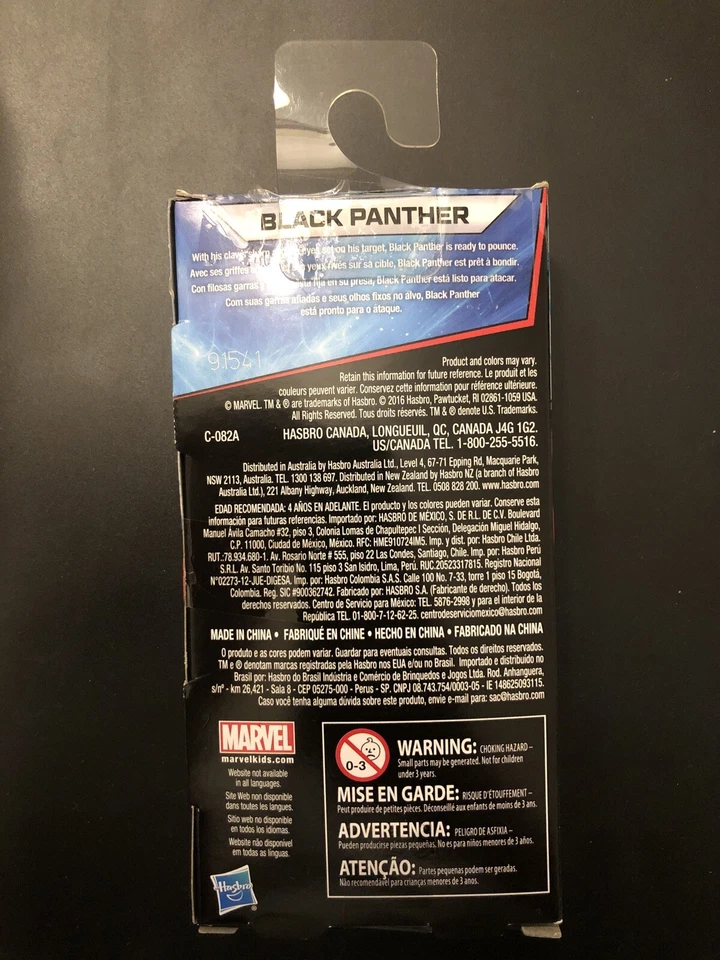 BLACK PANTHER
With his claws eyes set on his target, Black Panther is ready to pounce.
Avec ses griffes yeux rivés sur sa cible, Black Panther est prêt à bondir.
Con filosas garras fija en su presa, Black Panther está listo para atacar.
Com suas garras afiadas e seus olhos fixos no alvo, Black Panther
está pronto para o ataque.
91541
Product and colors may vary.
Retain this information for future reference. Le produit et les
couleurs peuvent varier. Conservez cette information pour référence ultérieure.
© MARVEL. TM & ® are trademarks of Hasbro. © 2016 Hasbro, Pawtucket, RI 02861-1059 USA.
All Rights Reserved. Tous droits réservés. TM & ® denote U.S. Trademarks.
C-082A
HASBRO CANADA, LONGUEUIL, QC, CANADA J4G 1G2.
US/CANADA TEL. 1-800-255-5516.
Distributed in Australia by Hasbro Australia Ltd., Level 4, 67-71 Epping Rd, Macquarie Park,
NSW 2113, Australia. TEL. 1300 138 697. Distributed in New Zealand by Hasbro NZ (a branch of Hasbro
Australia Ltd.), 221 Albany Highway, Auckland, New Zealand. TEL. 0508 828 200. www.hasbro.com
EDAD RECOMENDADA: 4 AÑOS EN ADELANTE. El producto y los colores pueden variar. Conserve esta
información para futuras referencias. Importado por: HASBRO DE MÉXICO, S. DE R.L. DE C.V. Boulevard
Manuel Ávila Camacho #32, piso 3, Colonia Lomas de Chapultepec I Sección, Delegación Miguel Hidalgo,
C.P. 11000, Ciudad de México, México. RFC: HME910724IM5. Imp. y dist. por: Hasbro Chile Ltda.
RUT.:78.934.680-1. Av. Rosario Norte # 555, piso 22 Las Condes, Santiago, Chile. Imp. por: Hasbro Perú
S.R.L. Av. Santo Toribio No. 115 piso 3 San Isidro, Lima, Perú. RUC.20523317815. Registro Nacional
N°02273-12-JUE-DIGESA. Imp. por: Hasbro Colombia S.A.S. Calle 100 No. 7-33, torre 1 piso 15 Bogotá,
Colombia. Reg. SIC #900362742. Fabricado por: HASBRO S.A. (Fabricante de derecho). Todos los
derechos reservados. Centro de Servicio para México: TEL. 5876-2998 y para el interior de la
República TEL. 01-800-7-12-62-25. centrodeserviciomexico@hasbro.com
MADE IN CHINA • FABRIQUÉ EN CHINE • HECHO EN CHINA • FABRICADO NA CHINA
O produto e as cores podem variar. Guardar para eventuais consultas. Todos os direitos reservados.
TM e ® denotam marcas registradas pela Hasbro nos EUA e/ou no Brasil. Importado e distribuido no
Brasil por: Hasbro do Brasil Indústria e Comércio de Brinquedos e Jogos Ltda. Rod. Anhanguera,
s/nº - km 26,421 - Sala 8 - CEP 05275-000 - Perus - SP. CNPJ 08.743.754/0003-05 - IE 148625093115.
Caso você tenha alguma dúvida sobre este produto, envie e-mail para: sac@hasbro.com
MARVEL
marvelkids.com
Website not available
in all languages.
Site Web non disponible
dans toutes les langues.
Sitio web no disponible
en todos los idiomas.
Website não disponivel
em todas as línguas.
Hasbro
0-3
WARNING: CHOKING HAZARD –
Small parts may be generated. Not for children
under 3 years.
MISE EN GARDE: RISQUE D'ÉTOUFFEMENT –
Peut produire de petites pièces. Déconseillé aux enfants de moins de 3 ans.
ADVERTENCIA: PELIGRO DE ASFIXIA –
Pueden producirse piezas pequeñas. No es para niños menores de 3 años.
ATENÇÃO: Partes pequenas podem ser geradas.
Não recomendável para crianças menores de 3 anos.